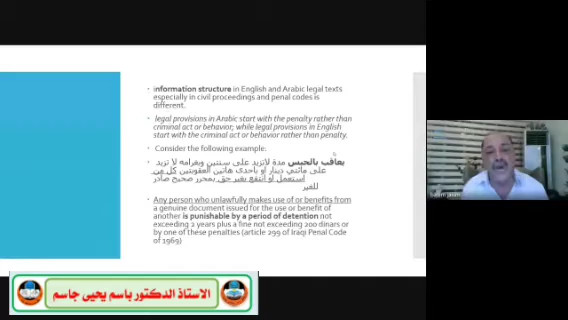 information structure in English and Arabic legal texts
especially in civil proceedings and penal codes is
different.
legal provisions in Arabic start with the penalty rather than
criminal act or behavior; while legal provisions in English
start with the criminal act or behavior rather than penalty.
Consider the following example:
يعاقب بالحبس مدة لاتزيد على سنتين وبغرامة لا تزيد
على مائتي دينار او باحدى هاتين العقوبتين كل من
استعمل او انتفع بغير حق بمحرر صحيح صادر
للغير
Any person who unlawfully makes use of or benefits from
a genuine document issued for the use or benefit of
another is punishable by a period of detention not
exceeding 2 years plus a fine not exceeding 200 dinars or
by one of these penalties (article 299 of Iraqi Penal Code
of 1969)
الاستاذ الدكتور باسم يحيى جاسم